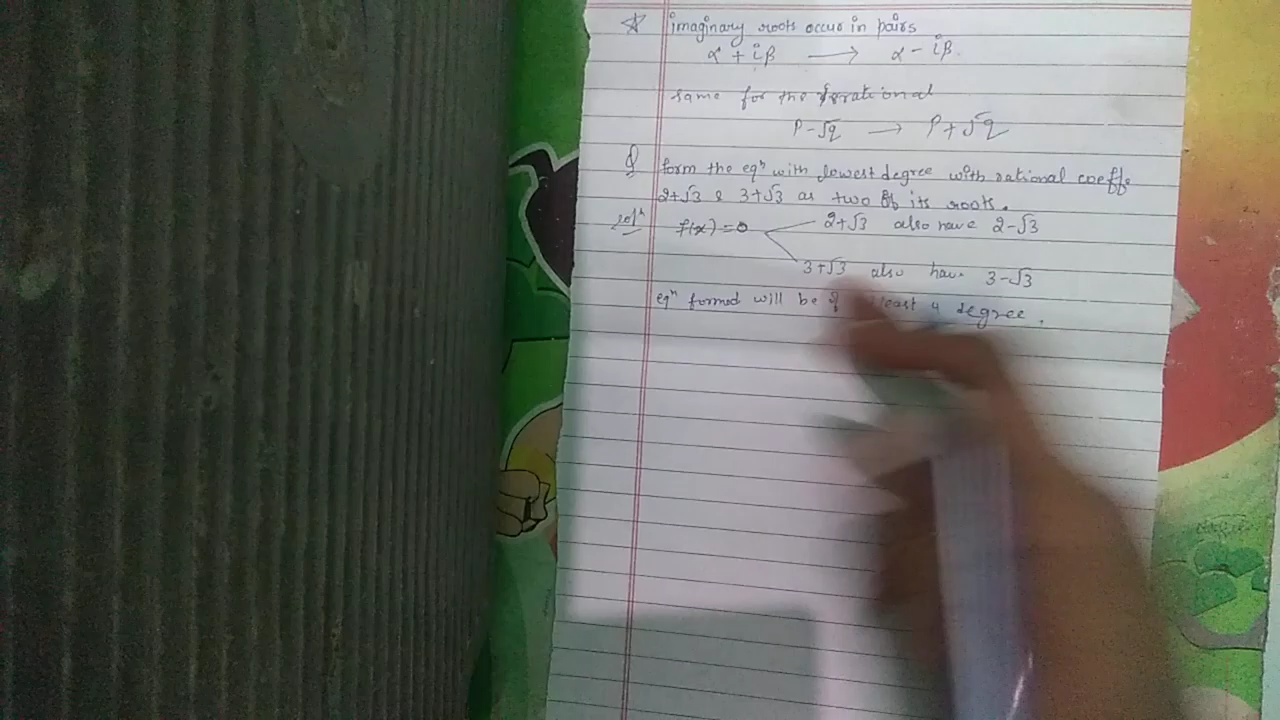 ☆ imaginary roots occur in pairs
α + iβ → α - iβ.
same for the irrational
P-√q → P+√q
Q form the eqⁿ with lowest degree with rational coeffs
2+√3 & 3+√3 as two of its roots.
solⁿ f(x)=0 2+√3 also have 2-√3
3+√3 also have 3-√3
eqⁿ formed will be least 4 degree.